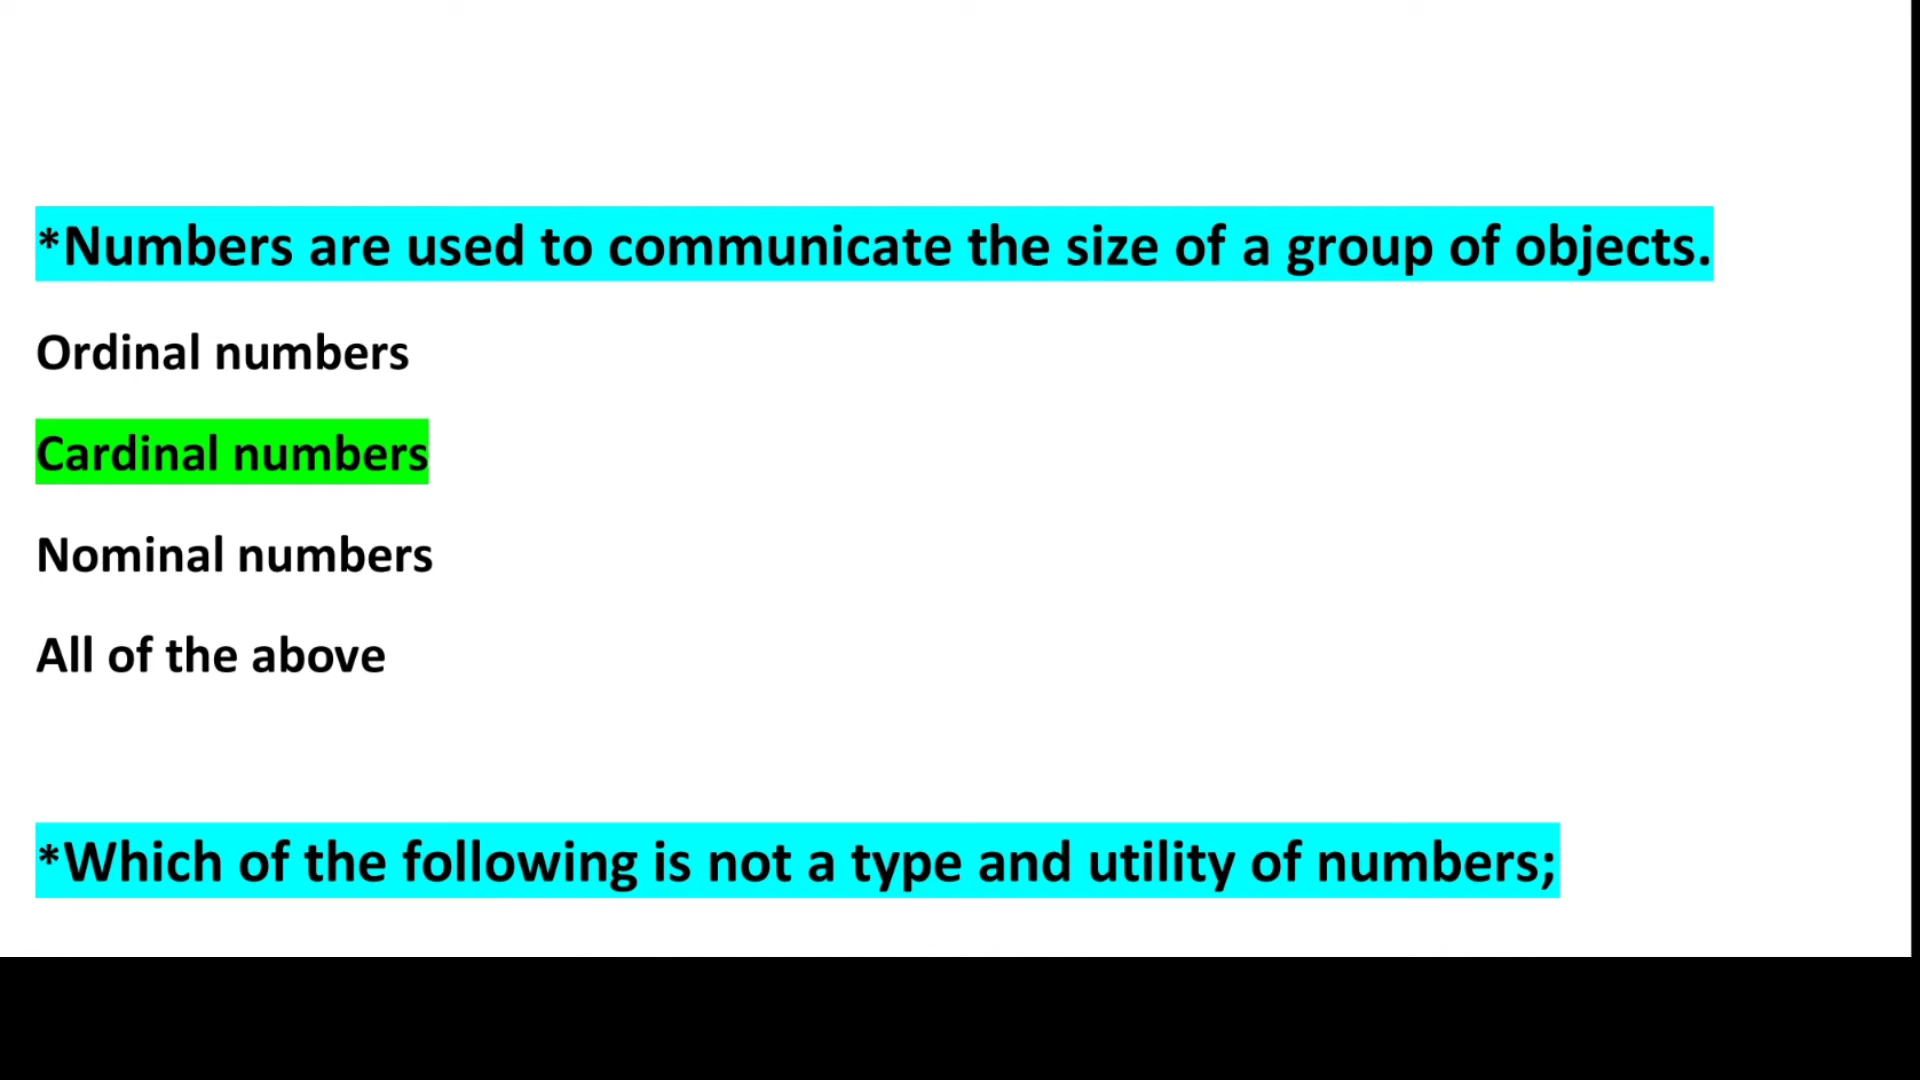 *Numbers are used to communicate the size of a group of objects.
Ordinal numbers
Cardinal numbers
Nominal numbers
All of the above
*Which of the following is not a type and utility of numbers;